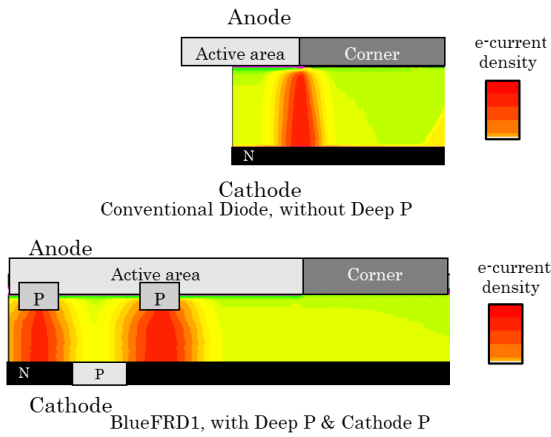 Anode
Active area
Corner
e-current
density
N
Cathode
Conventional Diode, without Deep P
Anode
Active area
Corner
P
P
e-current
density
N
P
Cathode
BlueFRD1, with Deep P & Cathode P